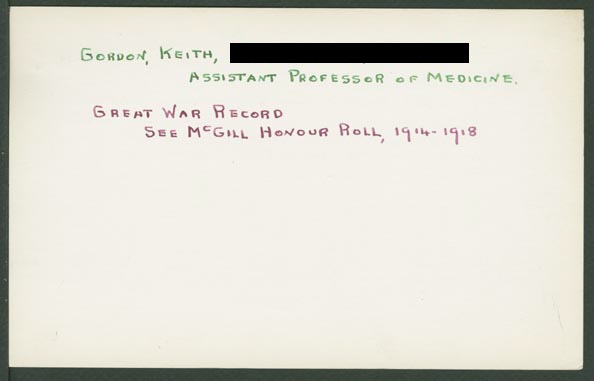 GORDON, KEITH,
ASSISTANT PROFESSOR OF MEDICINE.
GREAT WAR RECORD
SEE McGILL HONOUR ROLL, 1914-1918